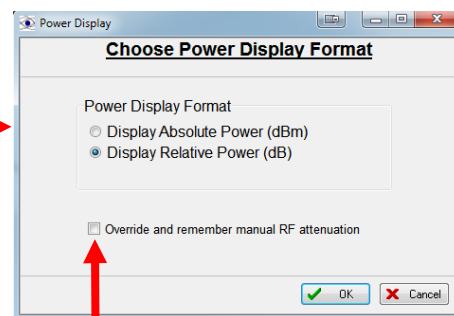 Power Display
Choose Power Display Format
Power Display Format
Display Absolute Power (dBm)
Display Relative Power (dB)
Override and remember manual RF attenuation
OK
Cancel